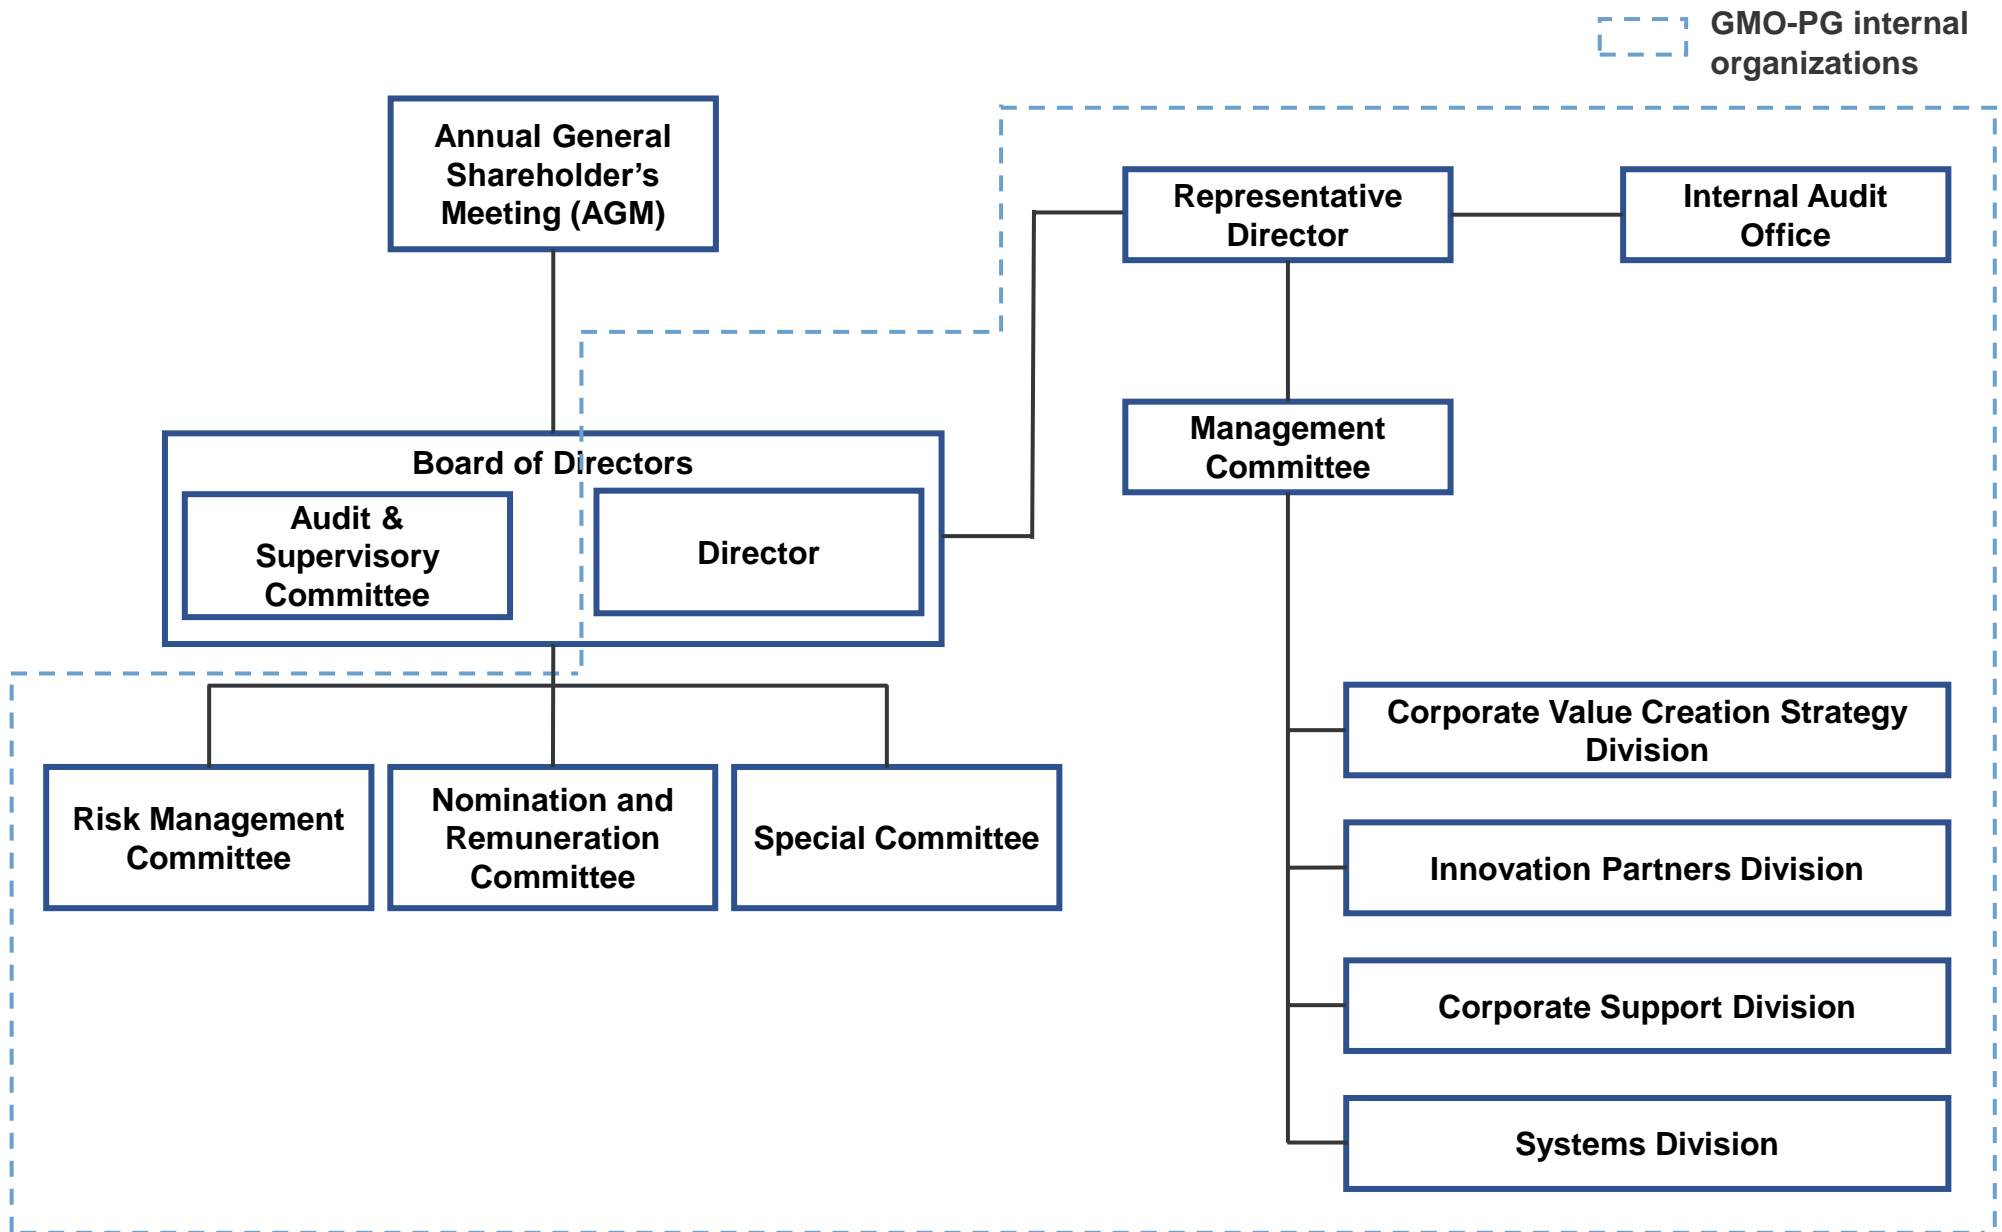 GMO-PG internal
organizations
Annual General
Shareholder’s
Meeting (AGM)
Representative
Director
Internal Audit
Office
Management
Committee
Board of Directors
Audit &
Supervisory
Committee
Director
Corporate Value Creation Strategy
Division
Risk Management
Committee
Nomination and
Remuneration
Committee
Special Committee
Innovation Partners Division
Corporate Support Division
Systems Division